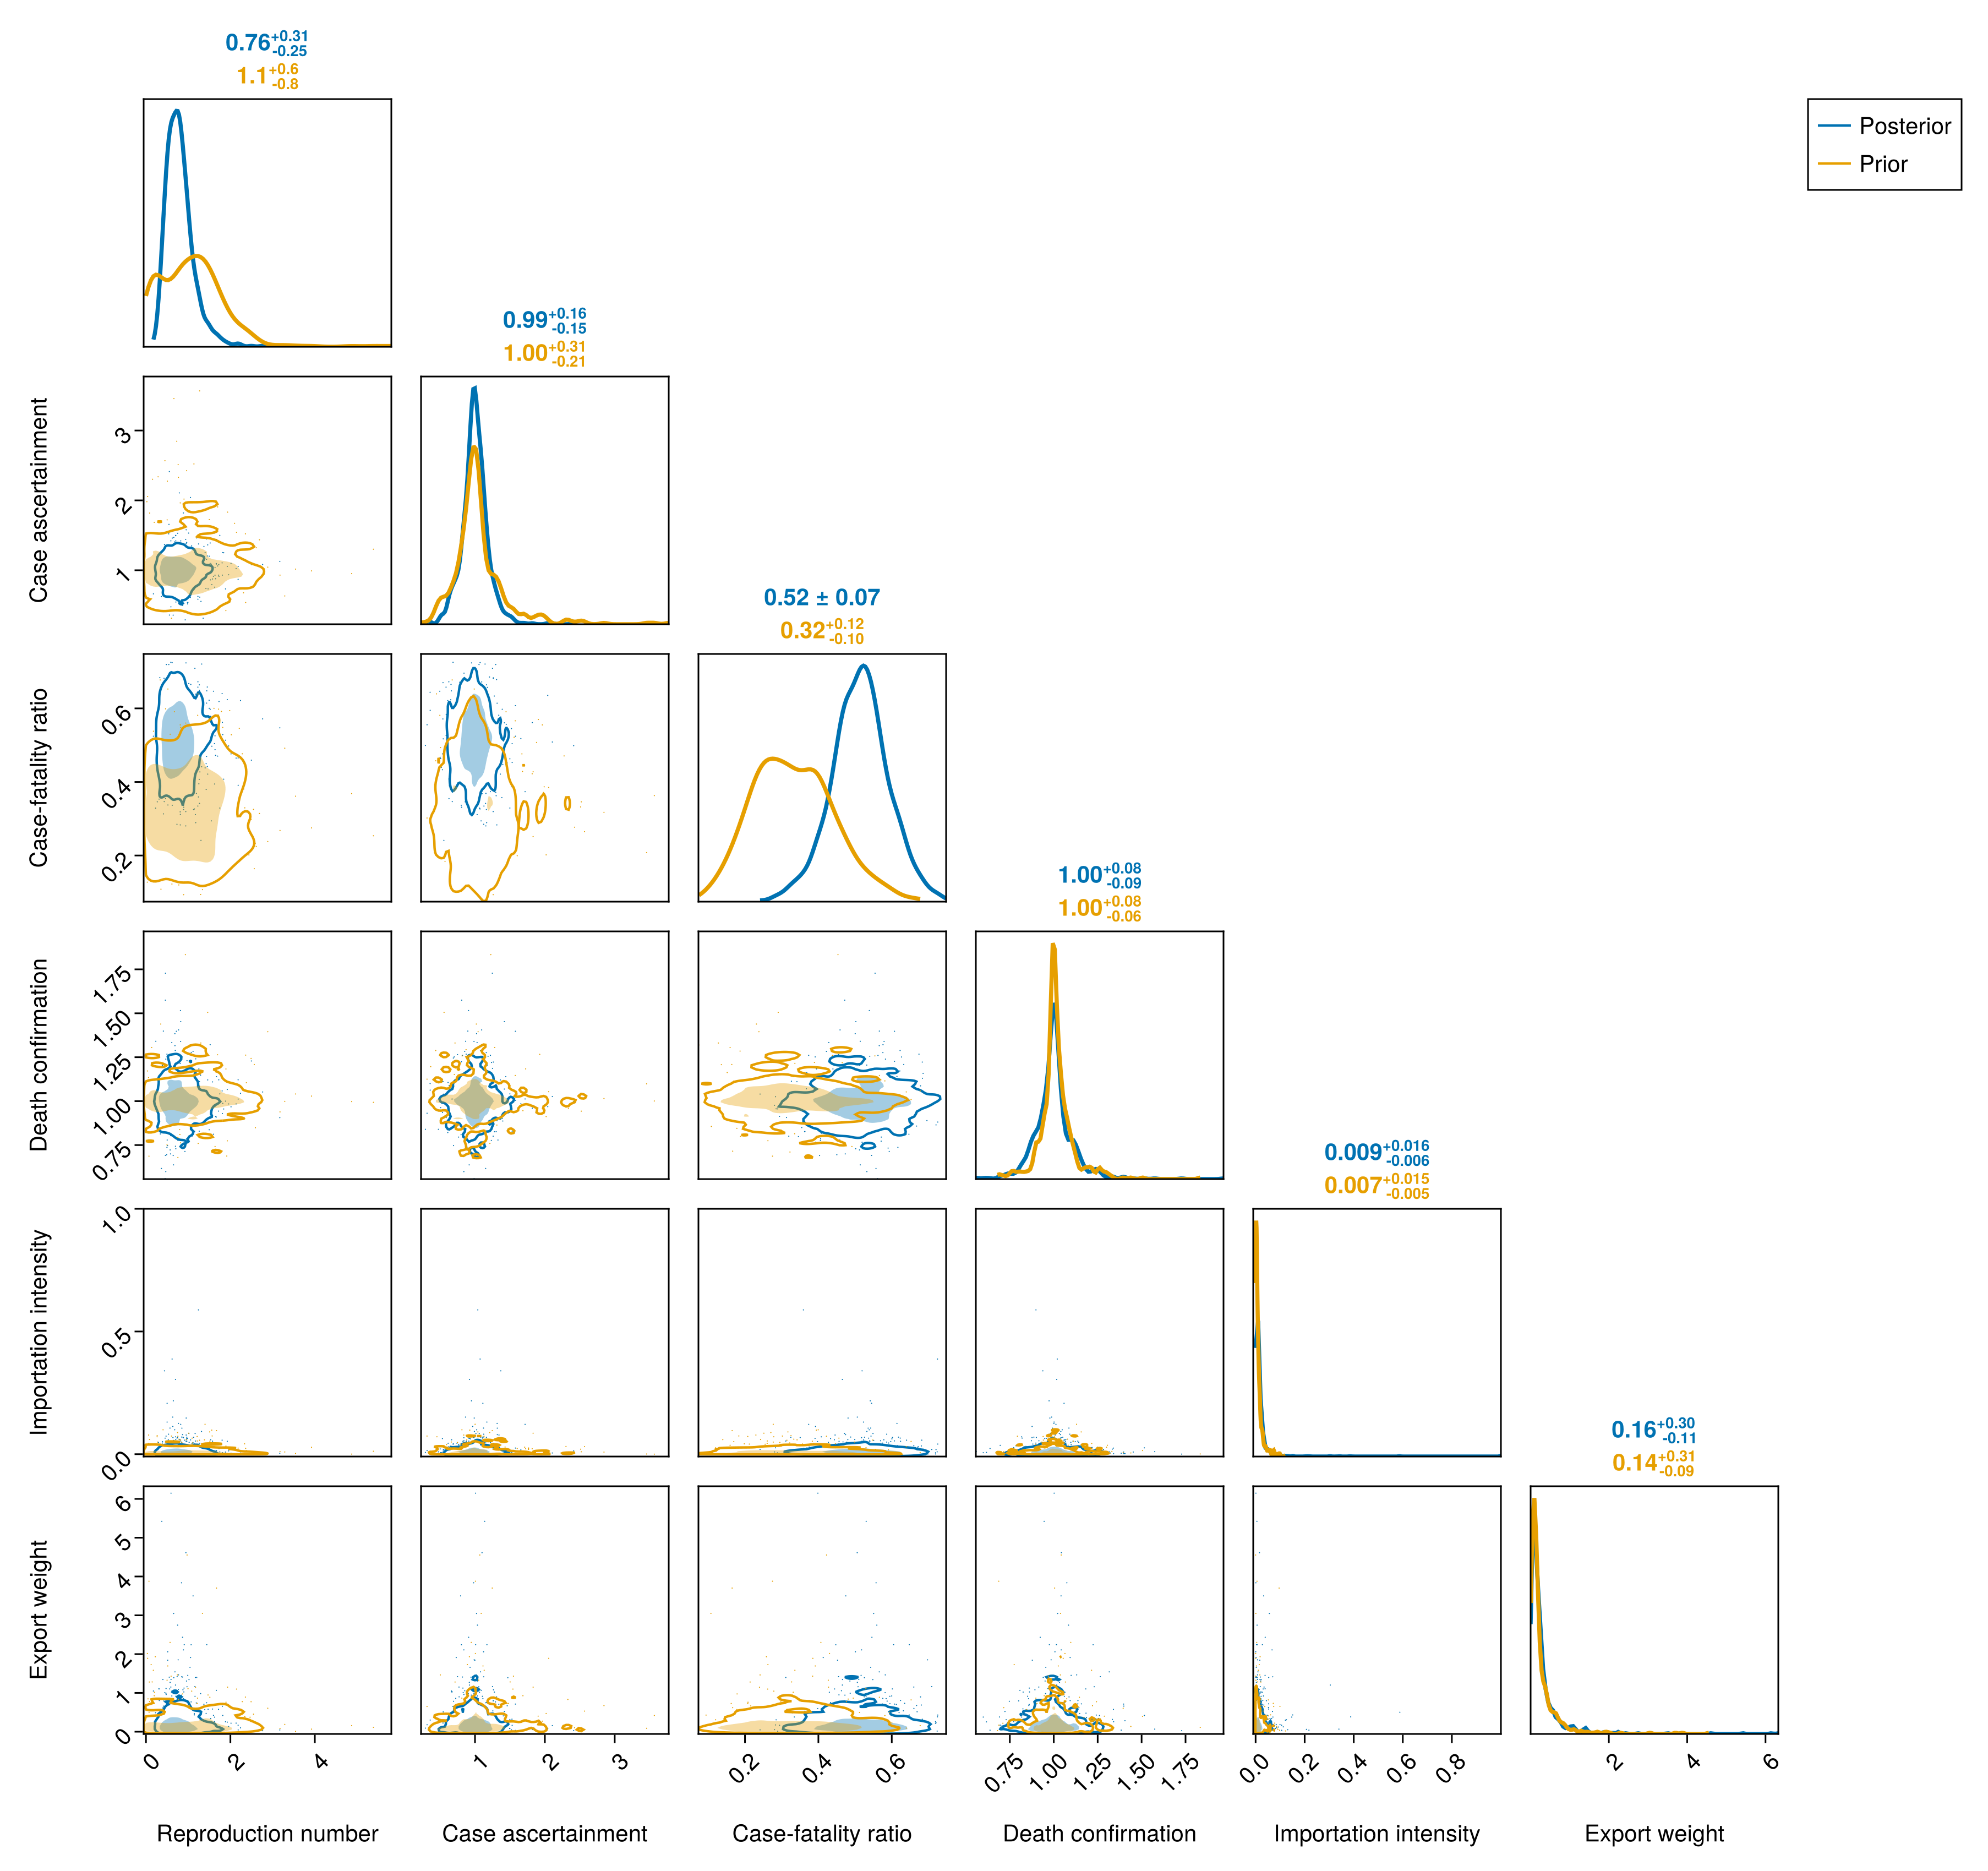 0.76+0.31-0.25
1.1+0.6-0.8
Posterior
Prior
0.99+0.16-0.15
1.00+0.31-0.21
Case ascertainment
3
2
1
0.52 ± 0.07
0.32+0.12-0.10
Case-fatality ratio
0.6
0.4
0.2
1.00+0.08-0.09
1.00+0.08-0.06
Death confirmation
1.75
1.50
1.25
1.00
0.75
0.009+0.016-0.006
0.007+0.015-0.005
Importation intensity
1.0
0.5
0.0
0.16+0.30-0.11
0.14+0.31-0.09
Export weight
6
5
4
3
2
1
0
0 2 4
1 2 3
0.2 0.4 0.6
0.75 1.00 1.25 1.50 1.75
0.0 0.2 0.4 0.6 0.8
2 4 6
Reproduction number
Case ascertainment
Case-fatality ratio
Death confirmation
Importation intensity
Export weight